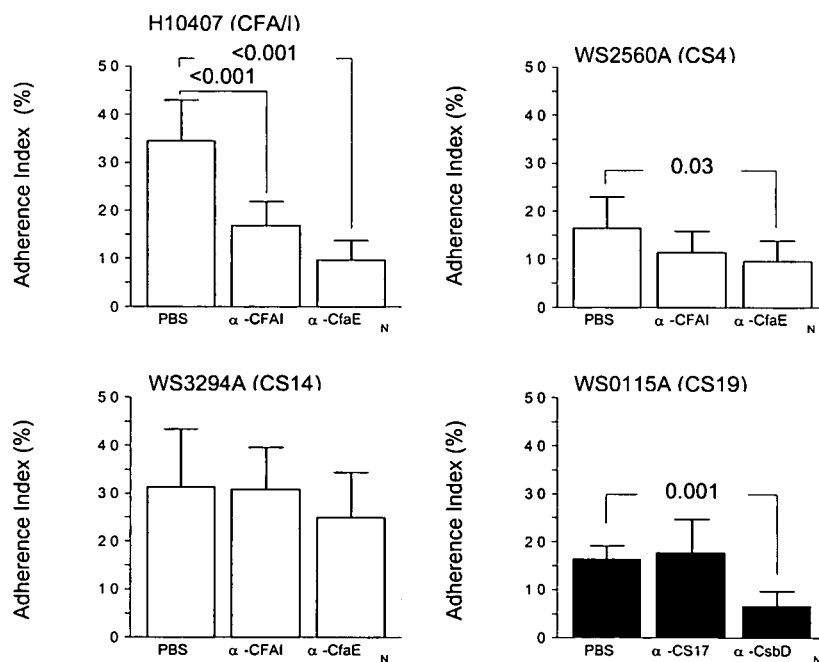 H10407 (CFA/I)
<0.001
<0.001
Adherence Index (%)
50
40
30
20
10
0
PBS
α-CFAI
α-CfaE
N
WS2560A (CS4)
0.03
Adherence Index (%)
50
40
30
20
10
0
PBS
α-CFAI
α-CfaE
N
WS3294A (CS14)
Adherence Index (%)
50
40
30
20
10
0
PBS
α-CFAI
α-CfaE
N
WS0115A (CS19)
0.001
Adherence Index (%)
50
40
30
20
10
0
PBS
α-CS17
α-CsbD
N